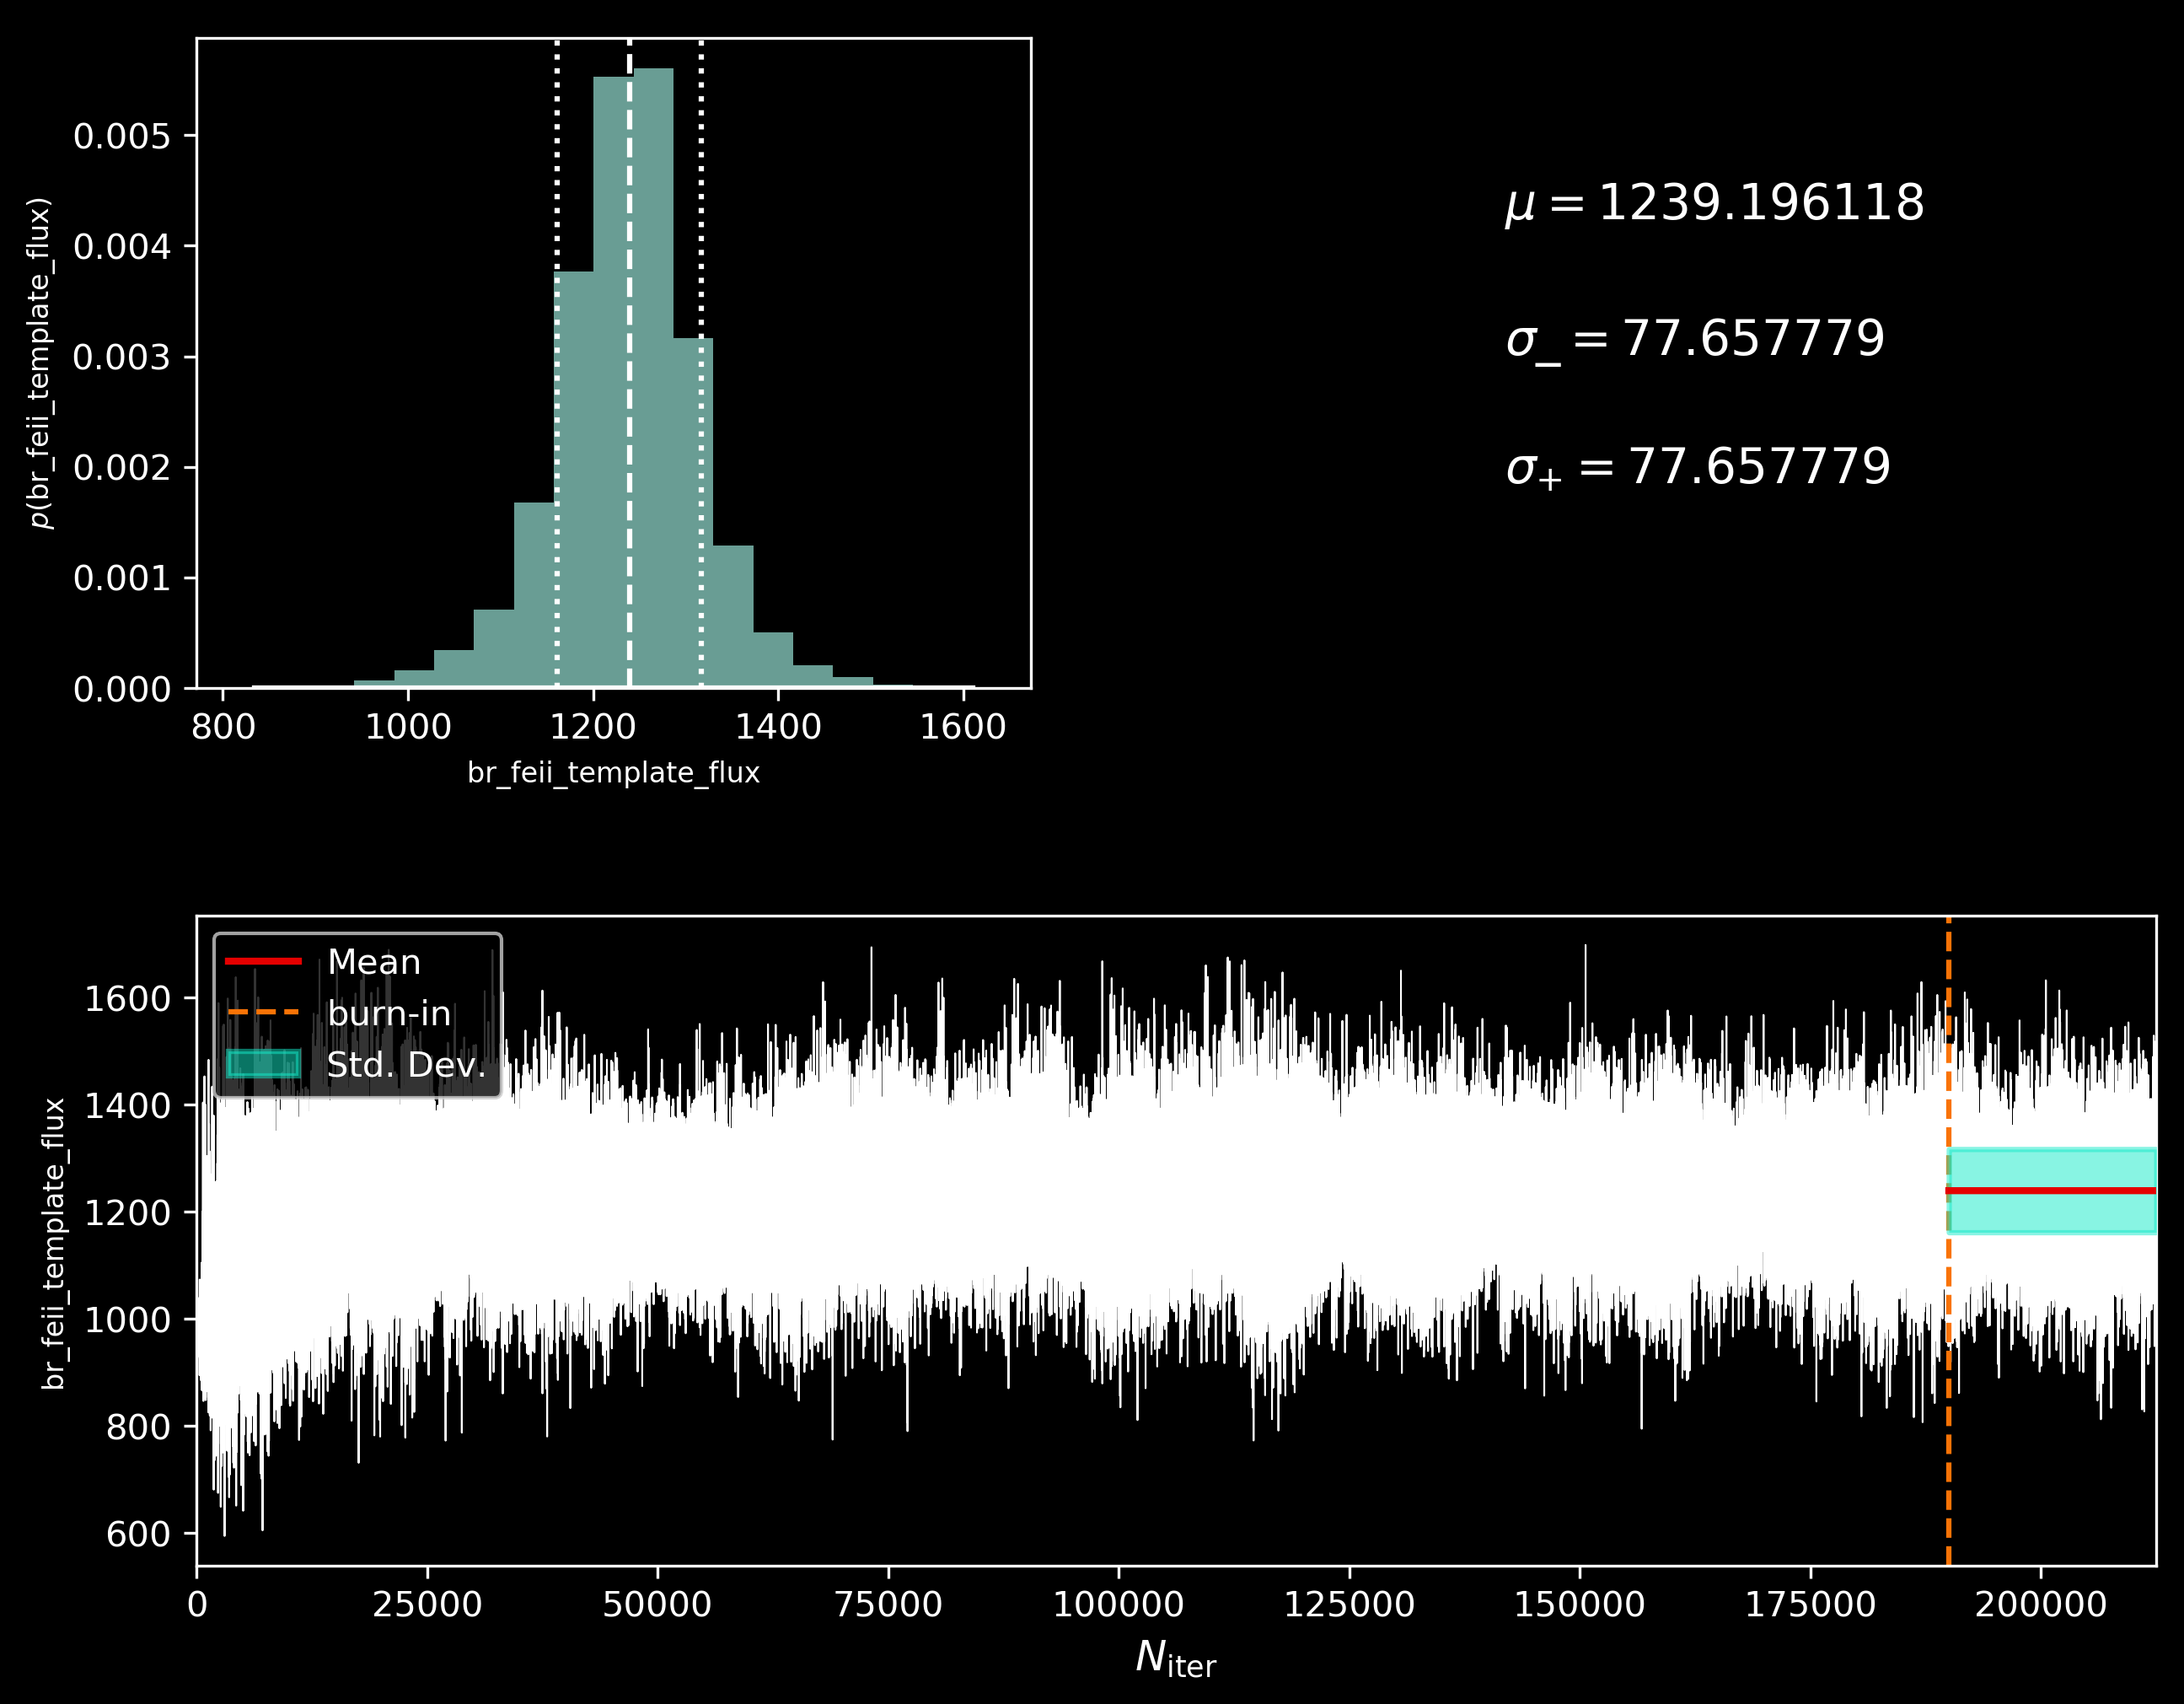 0.005
0.004
0.003
0.002
0.001
0.000
p(br_feii_template_flux)
800 1000 1200 1400 1600
br_feii_template_flux
μ = 1239.196118
σ₋ = 77.657779
σ₊ = 77.657779
Mean
burn-in
Std. Dev.
1600
1400
1200
1000
800
600
br_feii_template_flux
0 25000 50000 75000 100000 125000 150000 175000 200000
N_iter